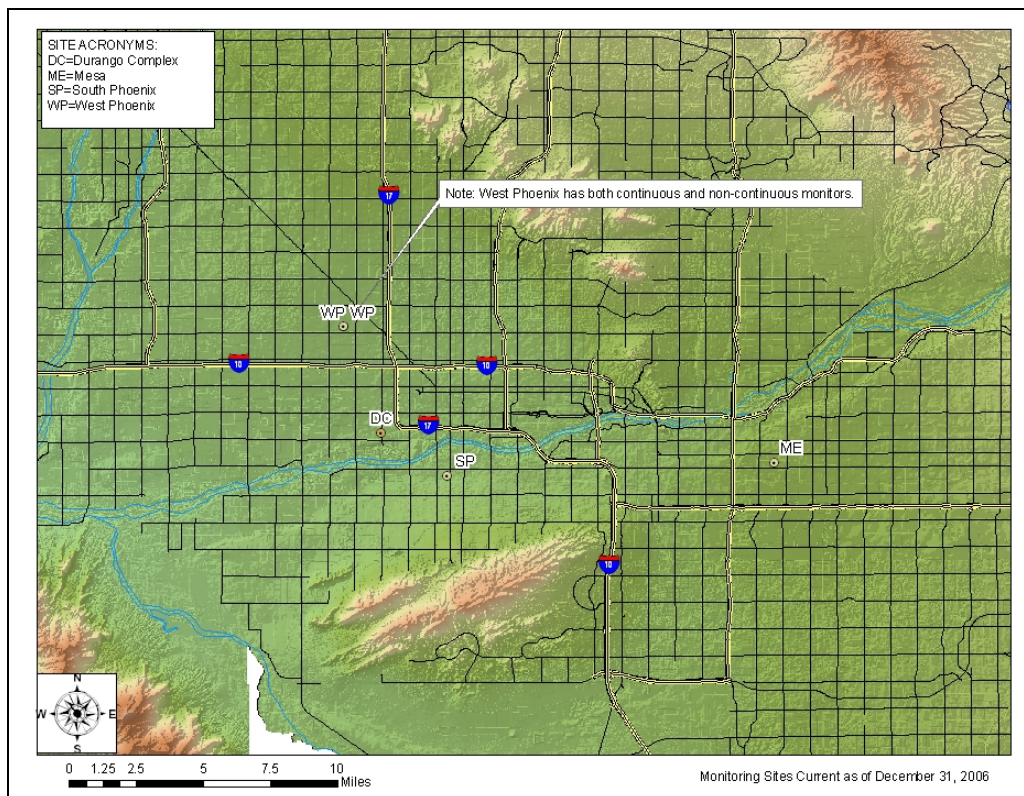 SITE ACRONYMS:
DC=Durango Complex
ME=Mesa
SP=South Phoenix
WP=West Phoenix
17
Note: West Phoenix has both continuous and non-continuous monitors.
WP WP
10
10
DC
17
SP
ME
10
N
W E
S
0 1.25 2.5 5 7.5 10
Miles
Monitoring Sites Current as of December 31, 2006